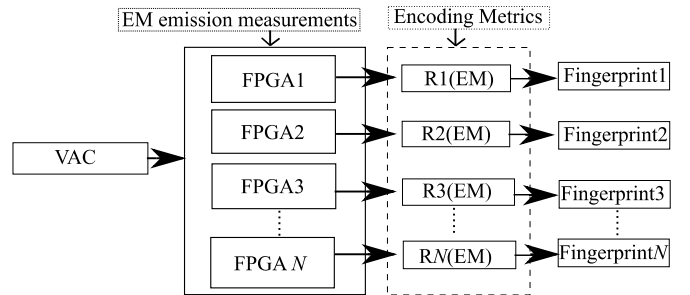 EM emission measurements
Encoding Metrics
FPGA1
R1(EM)
Fingerprint1
FPGA2
R2(EM)
Fingerprint2
VAC
FPGA3
R3(EM)
Fingerprint3
FPGA N
RN(EM)
FingerprintN